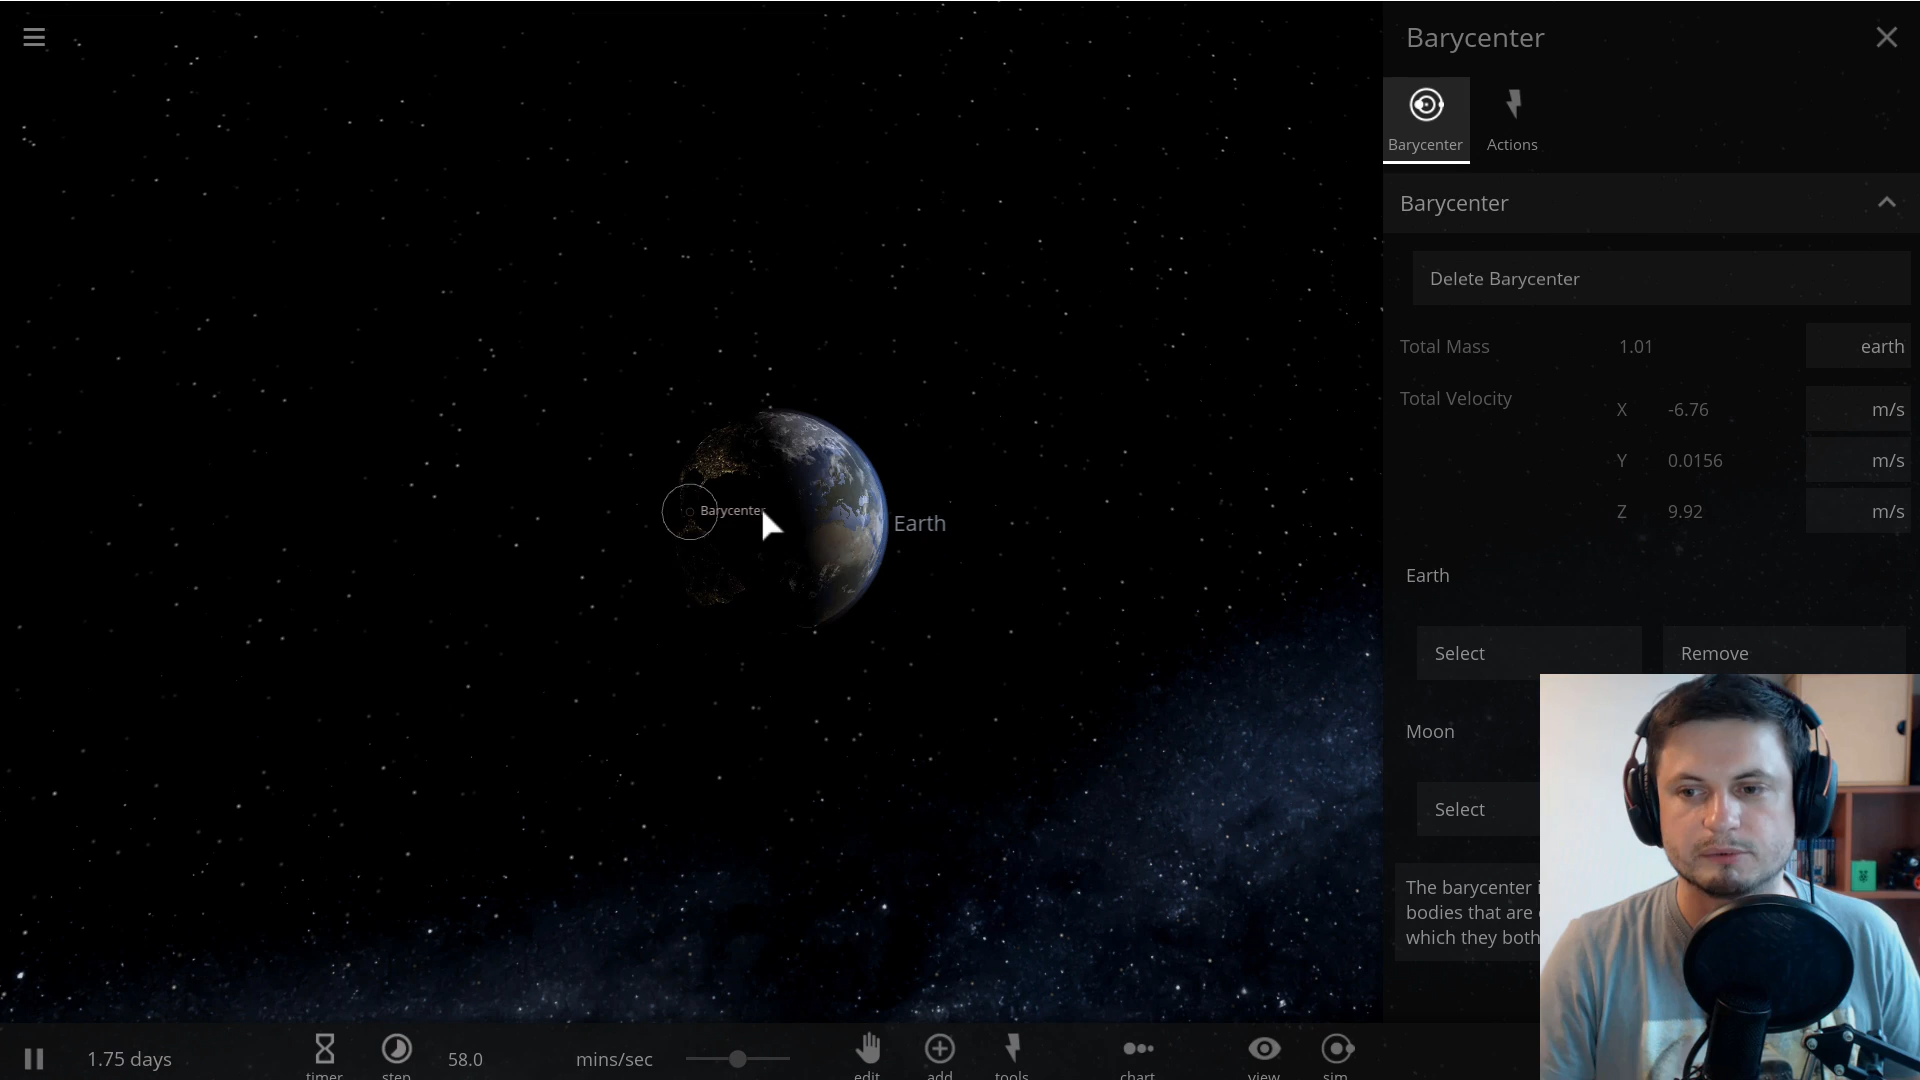 Barycenter
Barycenter
Actions
Barycenter
Delete Barycenter
Total Mass 1.01 earth
Total Velocity X -6.76 m/s
Y 0.0156 m/s
Z 9.92 m/s
Earth
Select Remove
Moon
Select
The barycenter
bodies that are
which they both
Barycenter
Earth
1.75 days
timer
step
58.0
mins/sec
edit
add
tools
chart
view
sim